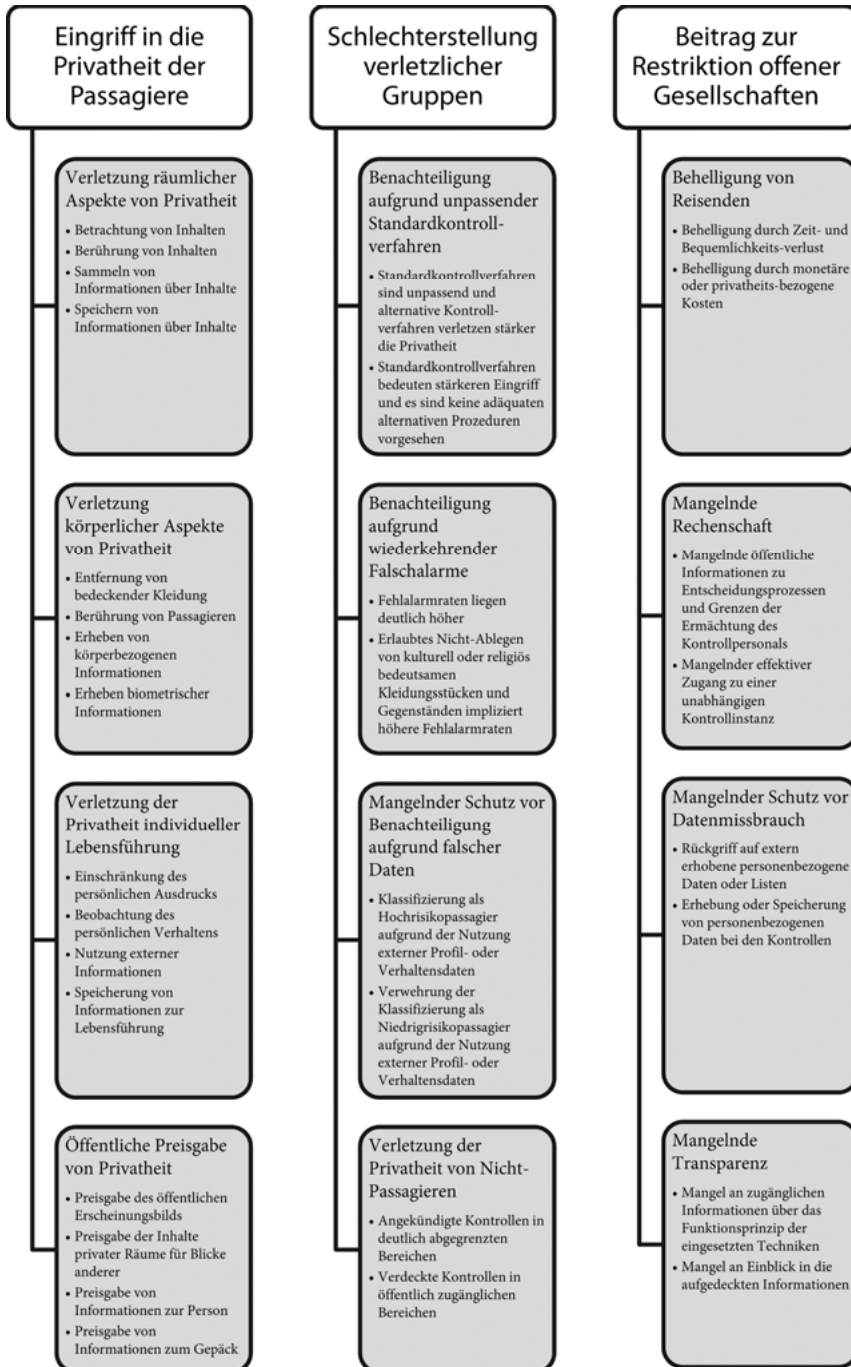 Eingriff in die
Privatheit der
Passagiere
Verletzung räumlicher
Aspekte von Privatheit
• Betrachtung von Inhalten
• Berührung von Inhalten
• Sammeln von
Informationen über Inhalte
• Speichern von
Informationen über Inhalte
Verletzung
körperlicher Aspekte
von Privatheit
• Entfernung von
bedeckender Kleidung
• Berührung von Passagieren
• Erheben von
körperbezogenen
Informationen
• Erheben biometrischer
Informationen
Verletzung der
Privatheit individueller
Lebensführung
• Einschränkung des
persönlichen Ausdrucks
• Beobachtung des
persönlichen Verhaltens
• Nutzung externer
Informationen
• Speicherung von
Informationen zur
Lebensführung
Öffentliche Preisgabe
von Privatheit
• Preisgabe des öffentlichen
Erscheinungsbilds
• Preisgabe der Inhalte
privater Räume für Blicke
anderer
• Preisgabe von
Informationen zur Person
• Preisgabe von
Informationen zum Gepäck
Schlechterstellung
verletzlicher
Gruppen
Benachteiligung
aufgrund unpassender
Standardkontroll-
verfahren
• Standardkontrollverfahren
sind unpassend und
alternative Kontroll-
verfahren verletzen stärker
die Privatheit
• Standardkontrollverfahren
bedeuten stärkeren Eingriff
und es sind keine adäquaten
alternativen Prozeduren
vorgesehen
Benachteiligung
aufgrund
wiederkehrender
Falschalarme
• Fehlalarmraten liegen
deutlich höher
• Erlaubtes Nicht-Ablegen
von kulturell oder religiös
bedeutsamen
Kleidungsstücken und
Gegenständen impliziert
höhere Fehlalarmraten
Mangelnder Schutz vor
Benachteiligung
aufgrund falscher
Daten
• Klassifizierung als
Hochrisikopassagier
aufgrund der Nutzung
externer Profil- oder
Verhaltensdaten
• Verwehrung der
Klassifizierung als
Niedrigrisikopassagier
aufgrund der Nutzung
externer Profil- oder
Verhaltensdaten
Verletzung der
Privatheit von Nicht-
Passagieren
• Angekündigte Kontrollen in
deutlich abgegrenzten
Bereichen
• Verdeckte Kontrollen in
öffentlich zugänglichen
Bereichen
Beitrag zur
Restriktion offener
Gesellschaften
Behelligung von
Reisenden
• Behelligung durch Zeit- und
Bequemlichkeits-verlust
• Behelligung durch monetäre
oder privatheits-bezogene
Kosten
Mangelnde
Rechenschaft
• Mangelnde öffentliche
Informationen zu
Entscheidungsprozessen
und Grenzen der
Ermächtung des
Kontrollpersonals
• Mangelnder effektiver
Zugang zu einer
unabhängigen
Kontrollinstanz
Mangelnder Schutz vor
Datenmissbrauch
• Rückgriff auf extern
erhobene personenbezogene
Daten oder Listen
• Erhebung oder Speicherung
von personenbezogenen
Daten bei den Kontrollen
Mangelnde
Transparenz
• Mangel an zugänglichen
Informationen über das
Funktionsprinzip der
eingesetzten Techniken
• Mangel an Einblick in die
aufgedeckten Informationen